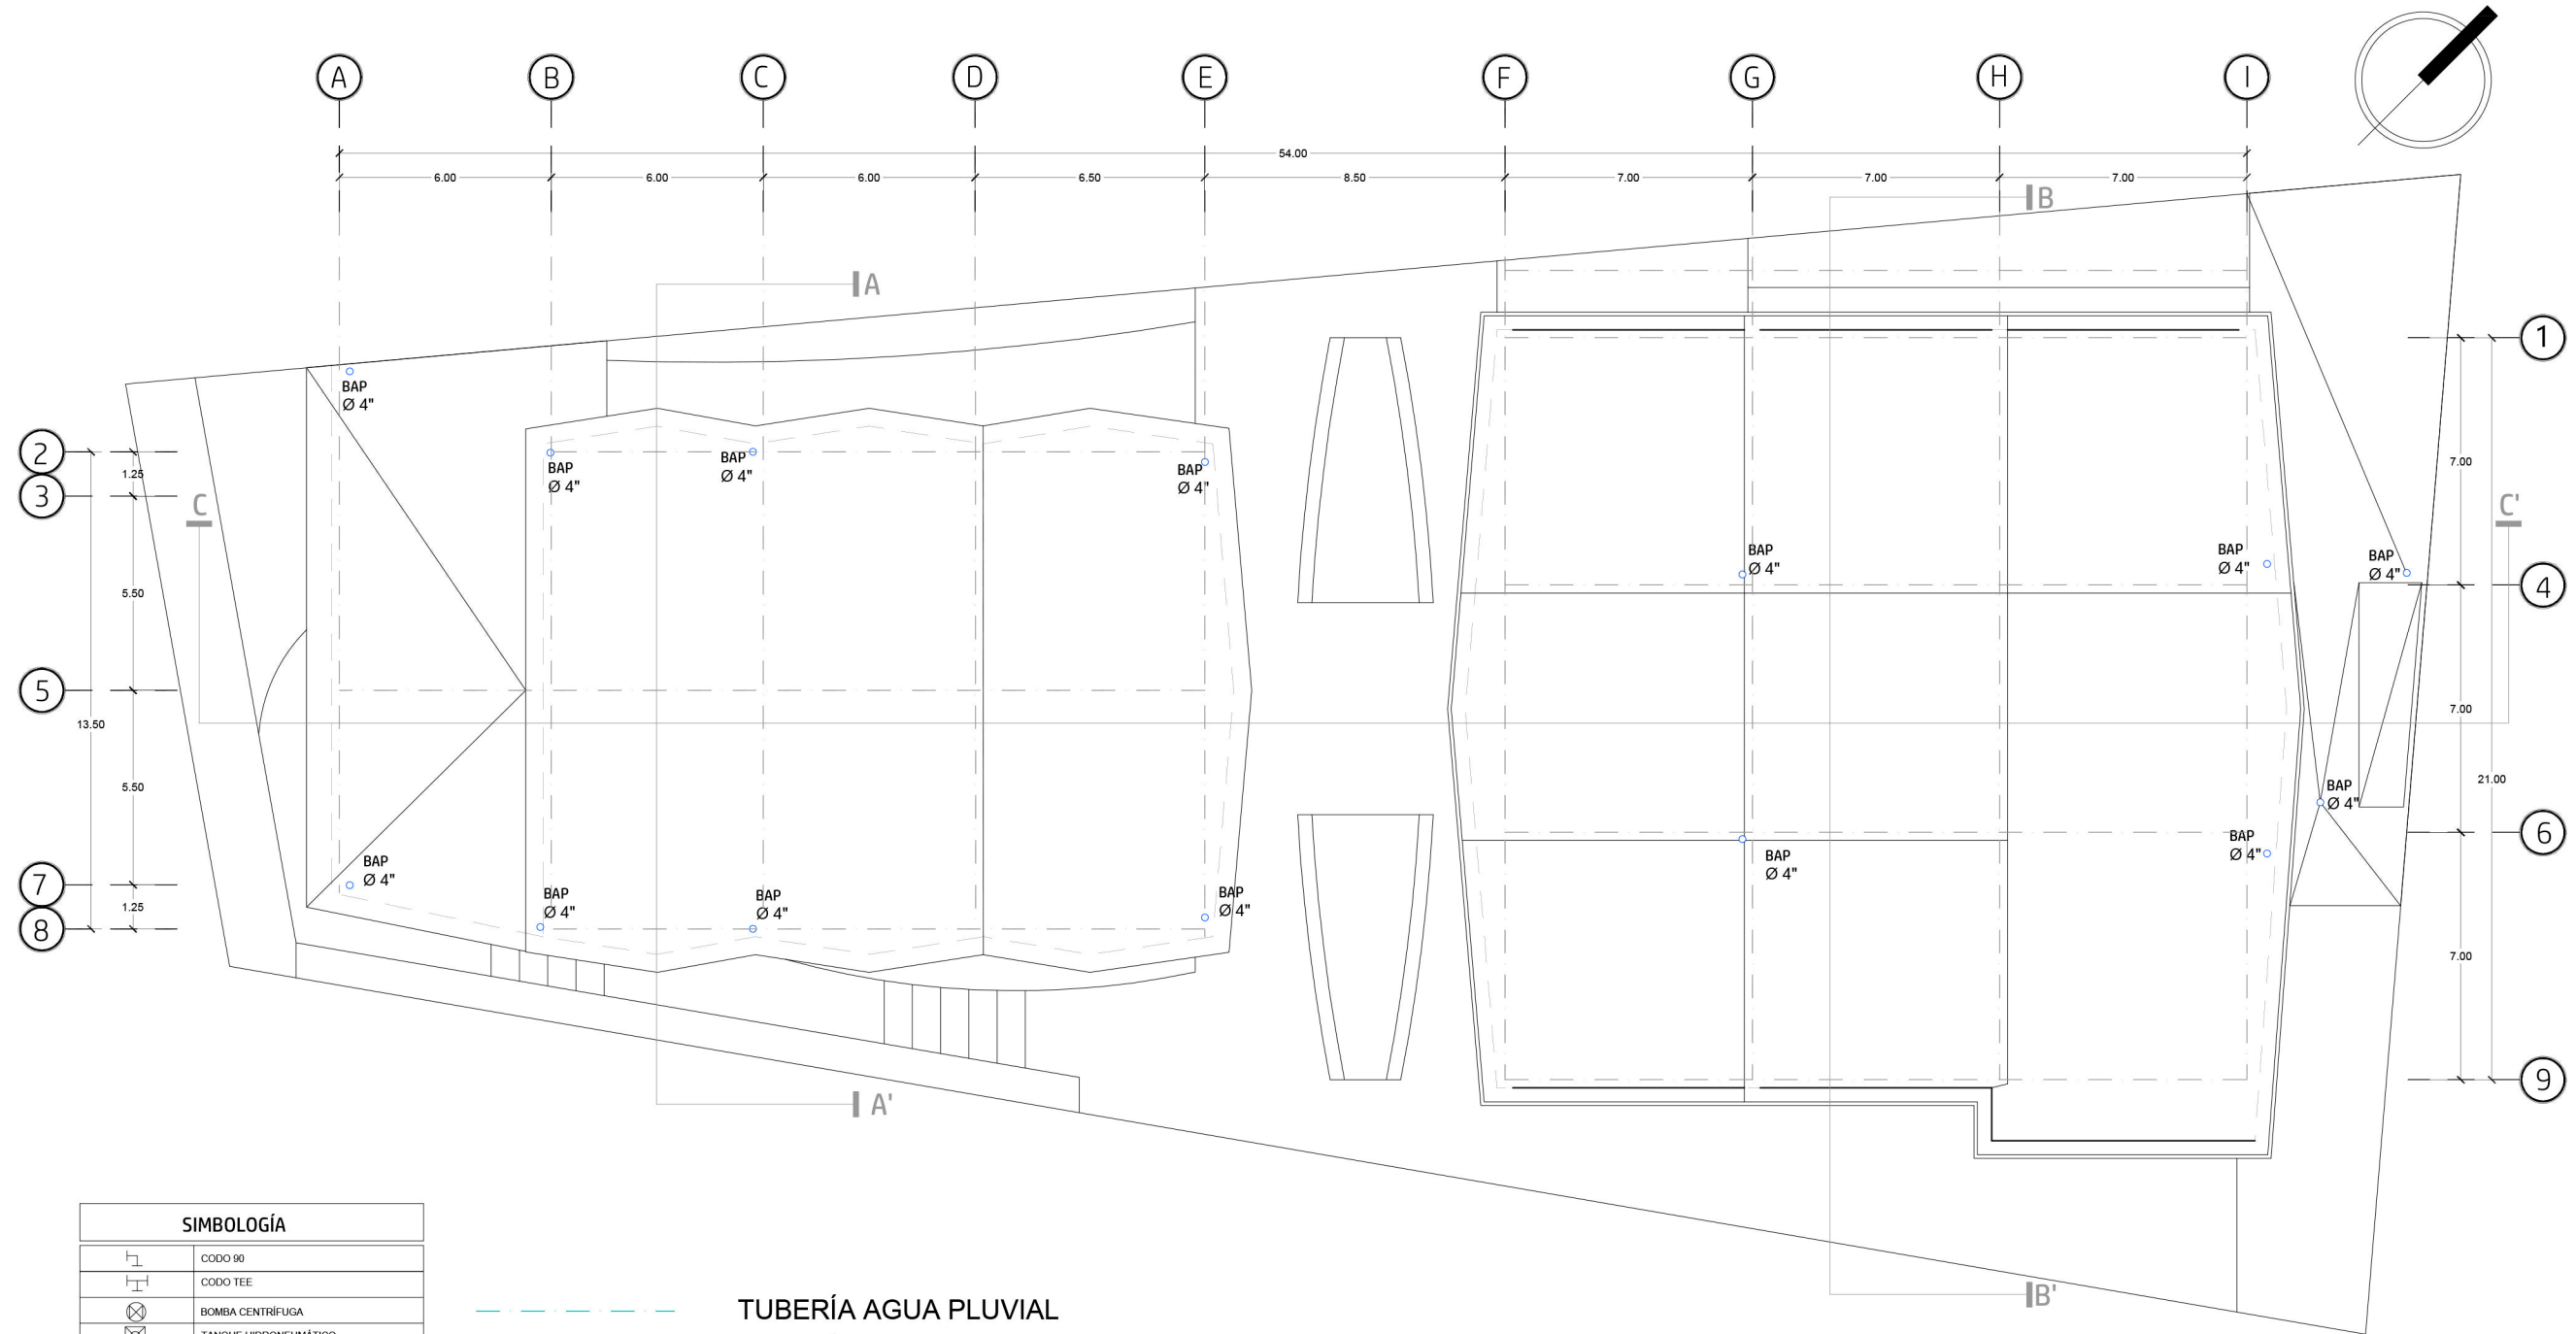 A B C D E F G H I
54.00
6.00 6.00 6.00 6.50 8.50 7.00 7.00 7.00
B
A
1
BAP
Ø 4"
2
BAP
Ø 4"
BAP
Ø 4"
BAP
Ø 4"
7.00
1.25
3
C
C'
BAP
Ø 4"
BAP
Ø 4"
BAP
Ø 4"
4
5.50
5
13.50
7.00
21.00
5.50
BAP
Ø 4"
BAP
Ø 4"
6
BAP
Ø 4"
BAP
Ø 4"
7
1.25
8
BAP
Ø 4"
BAP
Ø 4"
BAP
Ø 4"
7.00
9
A'
SIMBOLOGÍA
CODO 90
CODO TEE
BOMBA CENTRÍFUGA
TANQUE HIDRONEUMÁTICO
TUBERÍA AGUA PLUVIAL
B'